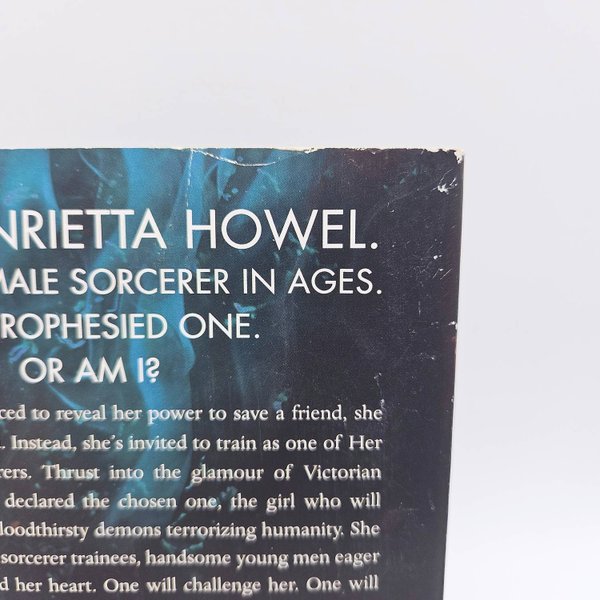 NRIETTA HOWEL.
MALE SORCERER IN AGES.
ROPHESIED ONE.
OR AM I?
ced to reveal her power to save a friend, she
. Instead, she's invited to train as one of Her
rers. Thrust into the glamour of Victorian
declared the chosen one, the girl who will
loodthirsty demons terrorizing humanity. She
sorcerer trainees, handsome young men eager
d her heart. One will challenge her. One will